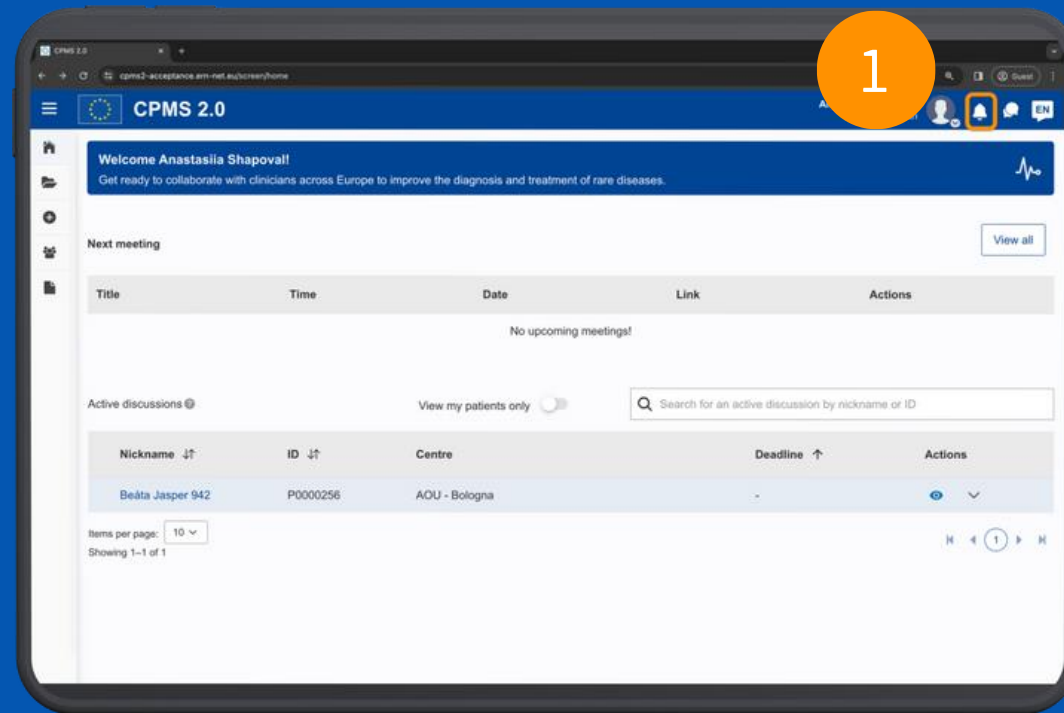 CPMS 2.0
cpms2-acceptance.ern-net.eu/screen/home
Guest
1
CPMS 2.0
EN
Welcome Anastasiia Shapoval!
Get ready to collaborate with clinicians across Europe to improve the diagnosis and treatment of rare diseases.
Next meeting
View all
Title Time Date Link Actions
No upcoming meetings!
Active discussions
View my patients only
Search for an active discussion by nickname or ID
Nickname ID Centre Deadline Actions
Beáta Jasper 942 P0000256 AOU - Bologna -
Items per page: 10
1
Showing 1–1 of 1